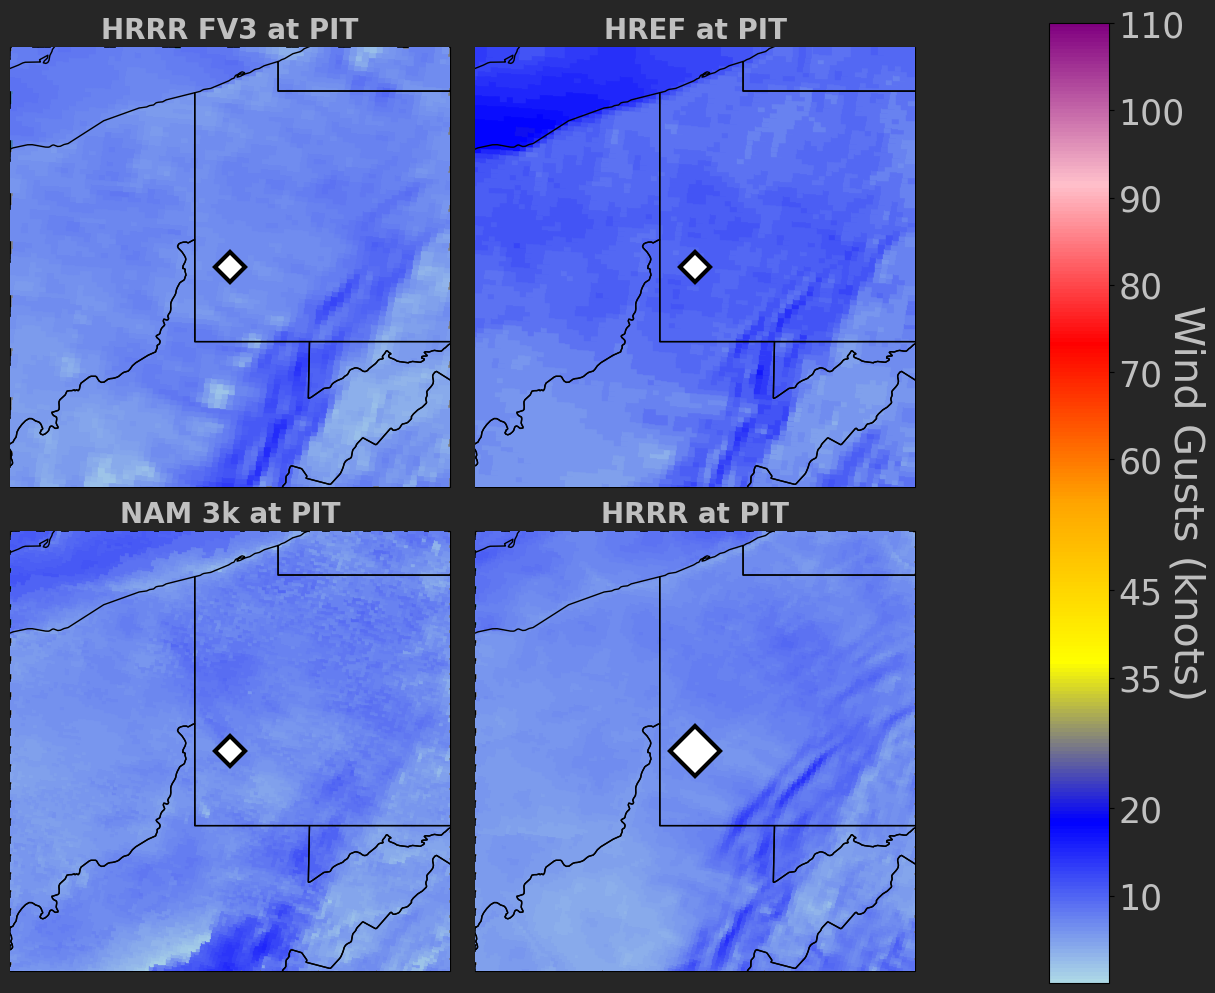 HRRR FV3 at PIT
HREF at PIT
NAM 3k at PIT
HRRR at PIT
110
100
90
80
70
60
45
35
20
10
Wind Gusts (knots)